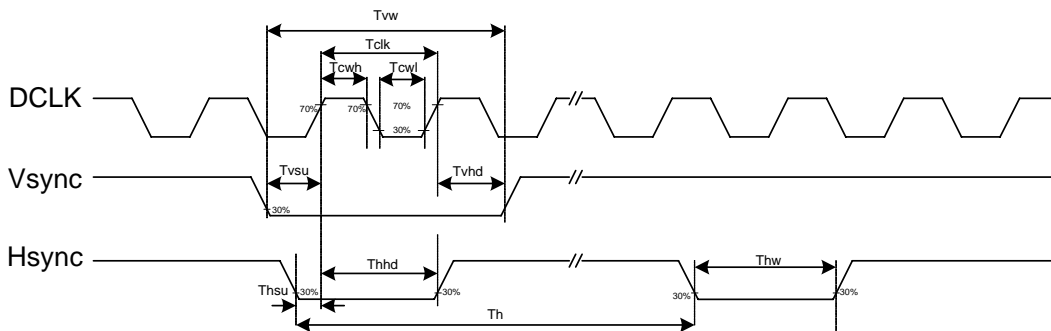 Tvw
Tclk
Tcwh Tcwl
DCLK
70% 70% 70%
30%
Vsync
Tvsu Tvhd
30%
Hsync
Thhd Thw
Thsu 30% 30% 30% 30%
Th